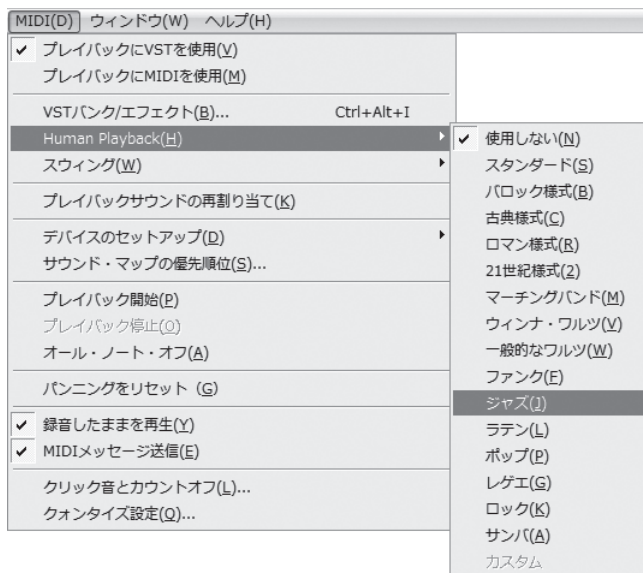 MIDI(D) ウィンドウ(W) ヘルプ(H)
プレイバックにVSTを使用(V)
プレイバックにMIDIを使用(M)
VSTバンク/エフェクト(B)... Ctrl+Alt+I
Human Playback(H)
スウィング(W)
プレイバックサウンドの再割り当て(K)
デバイスのセットアップ(D)
サウンド・マップの優先順位(S)...
プレイバック開始(P)
プレイバック停止(O)
オール・ノート・オフ(A)
パンニングをリセット (G)
録音したままを再生(Y)
MIDIメッセージ送信(E)
クリック音とカウントオフ(L)...
クォンタイズ設定(Q)...
使用しない(N)
スタンダード(S)
バロック様式(B)
古典様式(C)
ロマン様式(R)
21世紀様式(2)
マーチングバンド(M)
ウィンナ・ワルツ(V)
一般的なワルツ(W)
ファンク(F)
ジャズ(J)
ラテン(L)
ポップ(P)
レゲエ(G)
ロック(K)
サンバ(A)
カスタム